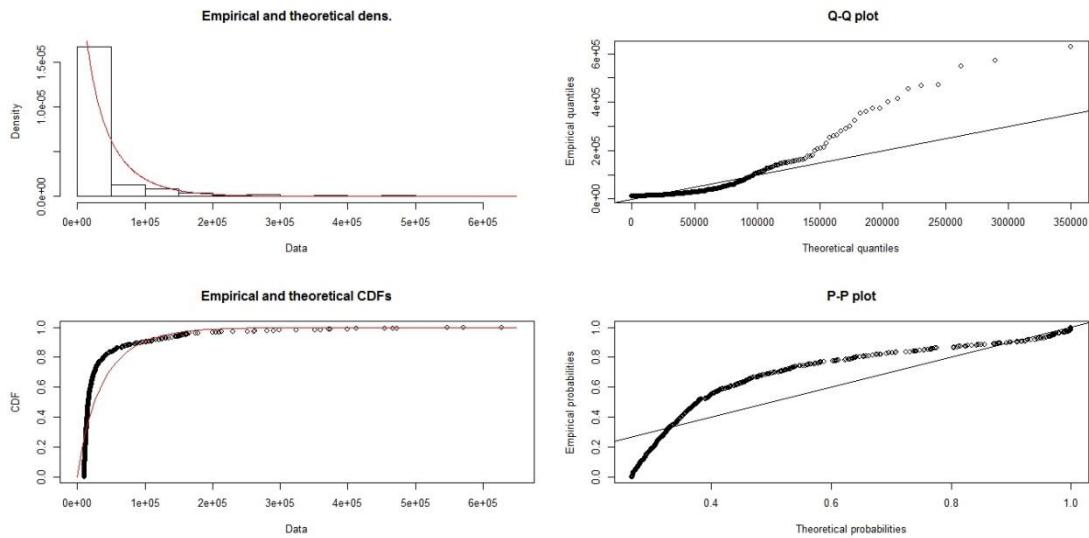 Empirical and theoretical dens.
Density
0.0e+00 1.0e-05 1.5e-05
0e+00 1e+05 2e+05 3e+05 4e+05 5e+05 6e+05
Data
Q-Q plot
Empirical quantiles
0e+00 2e+05 4e+05 6e+05
0 50000 100000 150000 200000 250000 300000 350000
Theoretical quantiles
Empirical and theoretical CDFs
CDF
0.0 0.2 0.4 0.6 0.8 1.0
0e+00 1e+05 2e+05 3e+05 4e+05 5e+05 6e+05
Data
P-P plot
Empirical probabilities
0.0 0.2 0.4 0.6 0.8 1.0
0.4 0.6 0.8 1.0
Theoretical probabilities